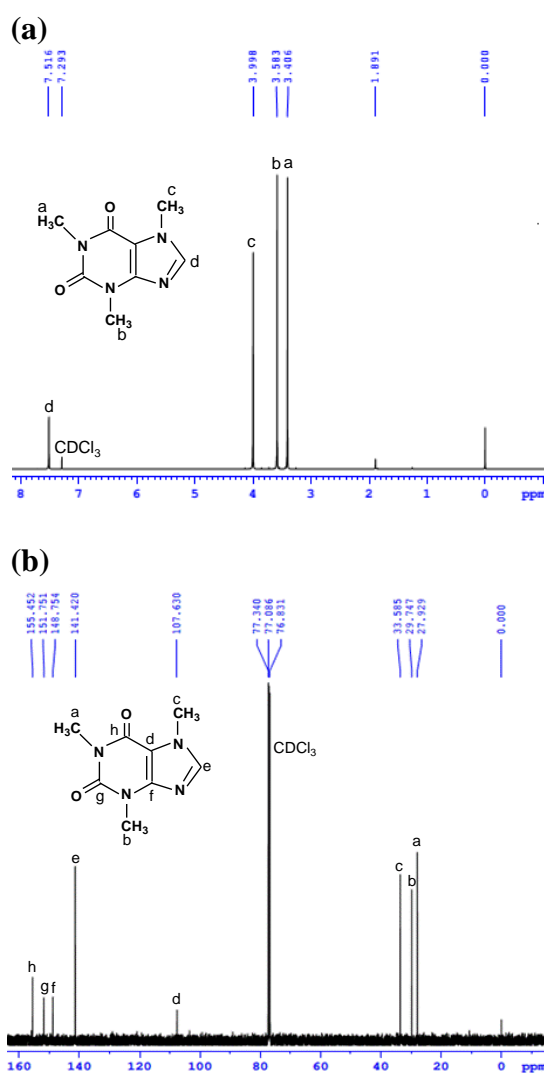 (a)
7.516
7.293
3.998
3.583
3.406
1.891
0.000
b
a
c
a
H₃C
O
c
CH₃
N
N
d
c
O
N
N
CH₃
b
d
CDCl₃
8 7 6 5 4 3 2 1 0 ppm
(b)
155.452
151.751
148.754
141.420
107.630
77.340
77.086
76.831
33.585
29.747
27.929
0.000
a
H₃C
O
c
CH₃
h
d
N
N
e
O
g
N
f
N
CH₃
b
CDCl₃
a
e
c
b
h
g
f
d
160 140 120 100 80 60 40 20 0 ppm